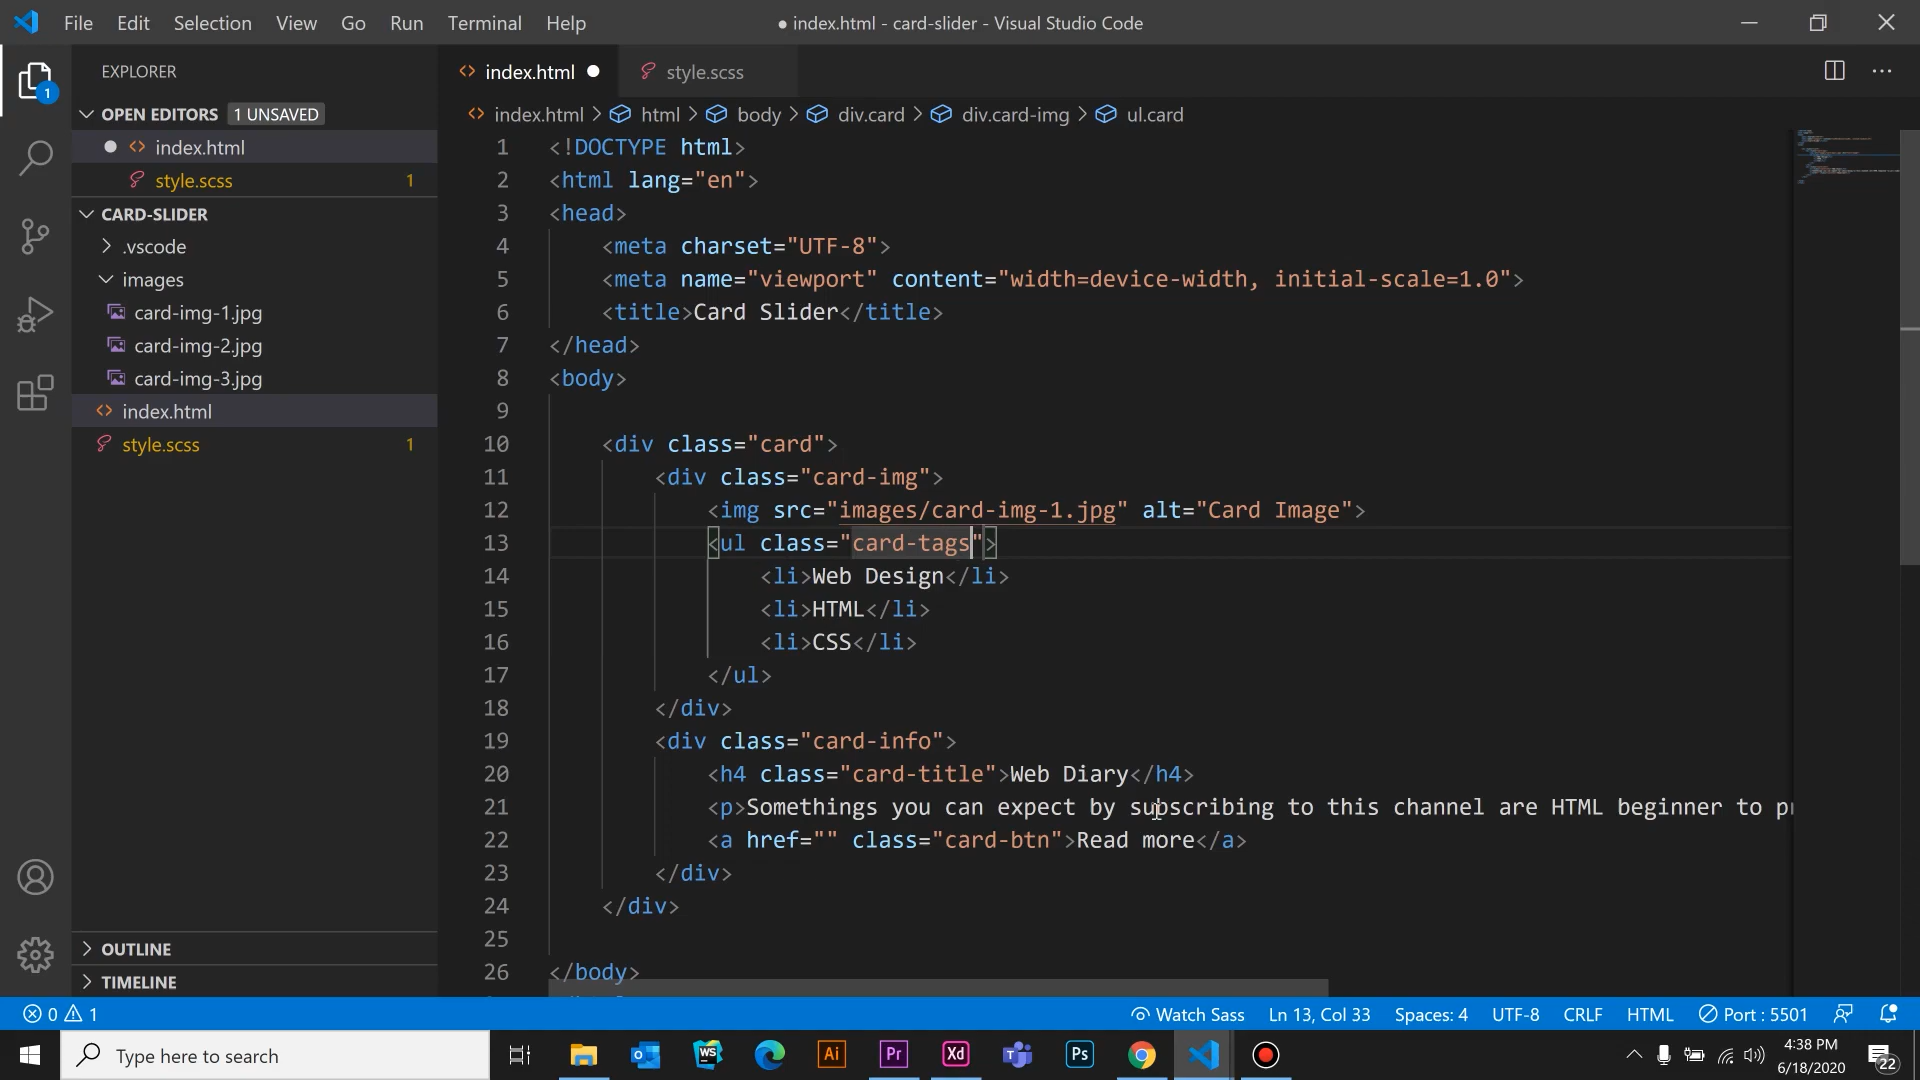 File Edit Selection View Go Run Terminal Help
● index.html - card-slider - Visual Studio Code
EXPLORER
1
OPEN EDITORS 1 UNSAVED
index.html
style.scss 1
CARD-SLIDER
.vscode
images
card-img-1.jpg
card-img-2.jpg
card-img-3.jpg
index.html
style.scss 1
OUTLINE
TIMELINE
index.html ●
style.scss
index.html > html > body > div.card > div.card-img > ul.card
1 <!DOCTYPE html>
2 <html lang="en">
3 <head>
4 <meta charset="UTF-8">
5 <meta name="viewport" content="width=device-width, initial-scale=1.0">
6 <title>Card Slider</title>
7 </head>
8 <body>
9
10 <div class="card">
11 <div class="card-img">
12 <img src="images/card-img-1.jpg" alt="Card Image">
13 <ul class="card-tags">
14 <li>Web Design</li>
15 <li>HTML</li>
16 <li>CSS</li>
17 </ul>
18 </div>
19 <div class="card-info">
20 <h4 class="card-title">Web Diary</h4>
21 <p>Somethings you can expect by subscribing to this channel are HTML beginner to
22 <a href="" class="card-btn">Read more</a>
23 </div>
24 </div>
25
26 </body>
0 1 Watch Sass Ln 13, Col 33 Spaces: 4 UTF-8 CRLF HTML Port : 5501
Type here to search
WS
Ai
Pr
Xd
Ps
4:38 PM
6/18/2020
22